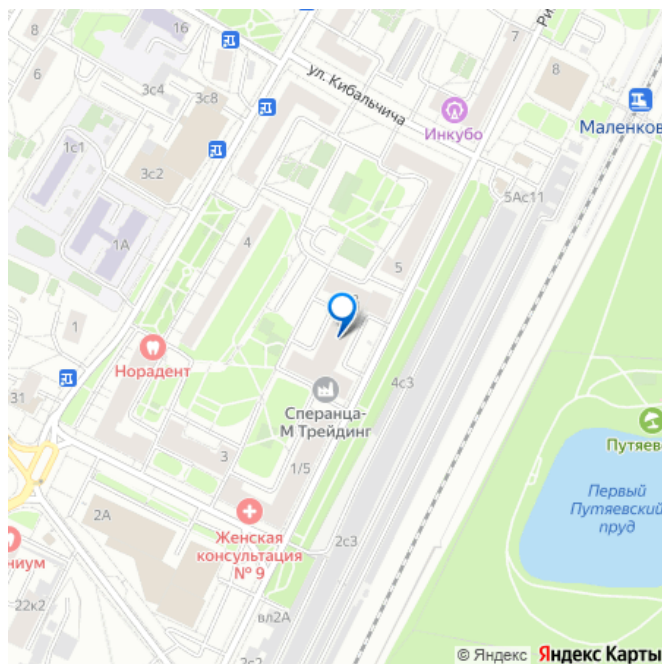 16
6
8
3с4
3с8
ул. Кибальчича
7
8
Инкубо
Маленков
1с1
3с2
5Ас11
1А
4
5
1
Норадент
4с3
31
Сперанца-
М Трейдинг
Путяев
3
1/5
Первый
Путяевский
пруд
2А
Женская
консультация
№ 9
2с3
ниум
22к2
вл2А
2с2
© Яндекс Яндекс Карты